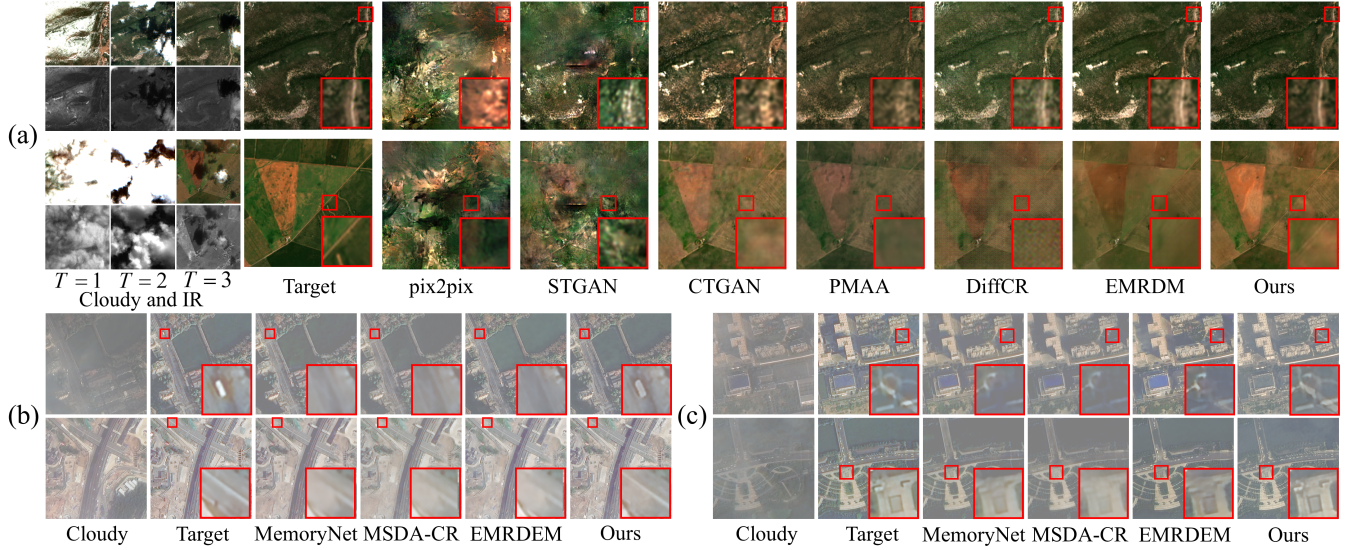 (a)
T = 1 T = 2 T = 3
Cloudy and IR
Target pix2pix STGAN CTGAN PMAA DiffCR EMRDM Ours
(b)
Cloudy Target MemoryNet MSDA-CR EMRDEM Ours
(c)
Cloudy Target MemoryNet MSDA-CR EMRDEM Ours